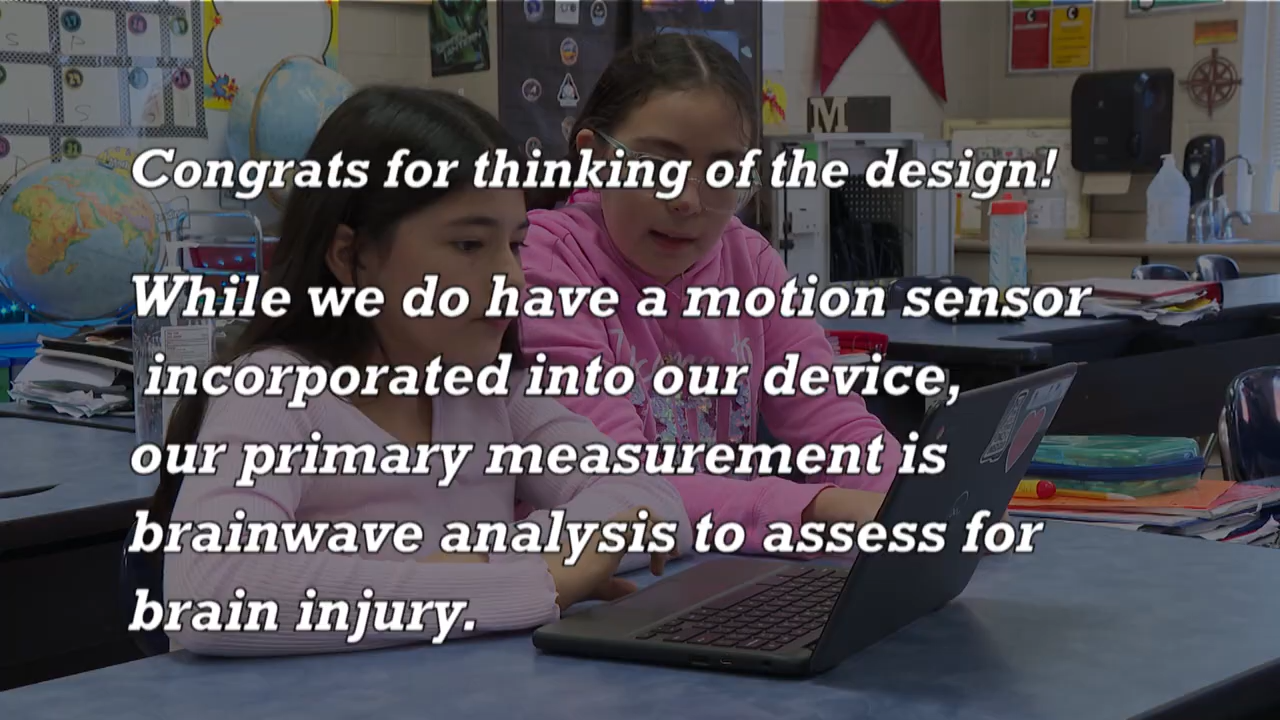 Congrats for thinking of the design!
While we do have a motion sensor
incorporated into our device,
our primary measurement is
brainwave analysis to assess for
brain injury.
M